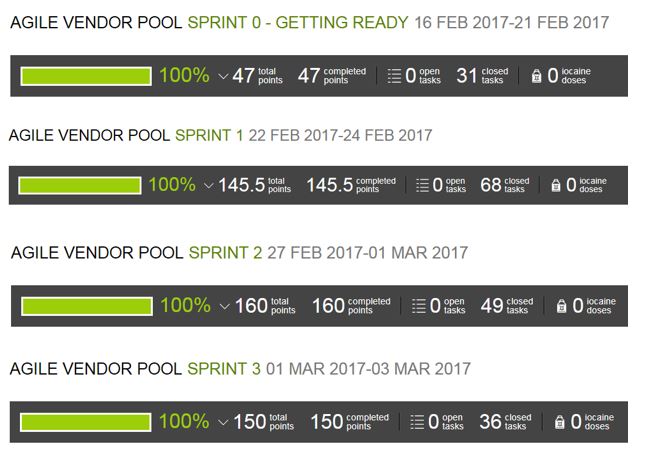 AGILE VENDOR POOL SPRINT 0 - GETTING READY 16 FEB 2017-21 FEB 2017
100% 47 total points 47 completed points 0 open tasks 31 closed tasks 0 iocaine doses
AGILE VENDOR POOL SPRINT 1 22 FEB 2017-24 FEB 2017
100% 145.5 total points 145.5 completed points 0 open tasks 68 closed tasks 0 iocaine doses
AGILE VENDOR POOL SPRINT 2 27 FEB 2017-01 MAR 2017
100% 160 total points 160 completed points 0 open tasks 49 closed tasks 0 iocaine doses
AGILE VENDOR POOL SPRINT 3 01 MAR 2017-03 MAR 2017
100% 150 total points 150 completed points 0 open tasks 36 closed tasks 0 iocaine doses